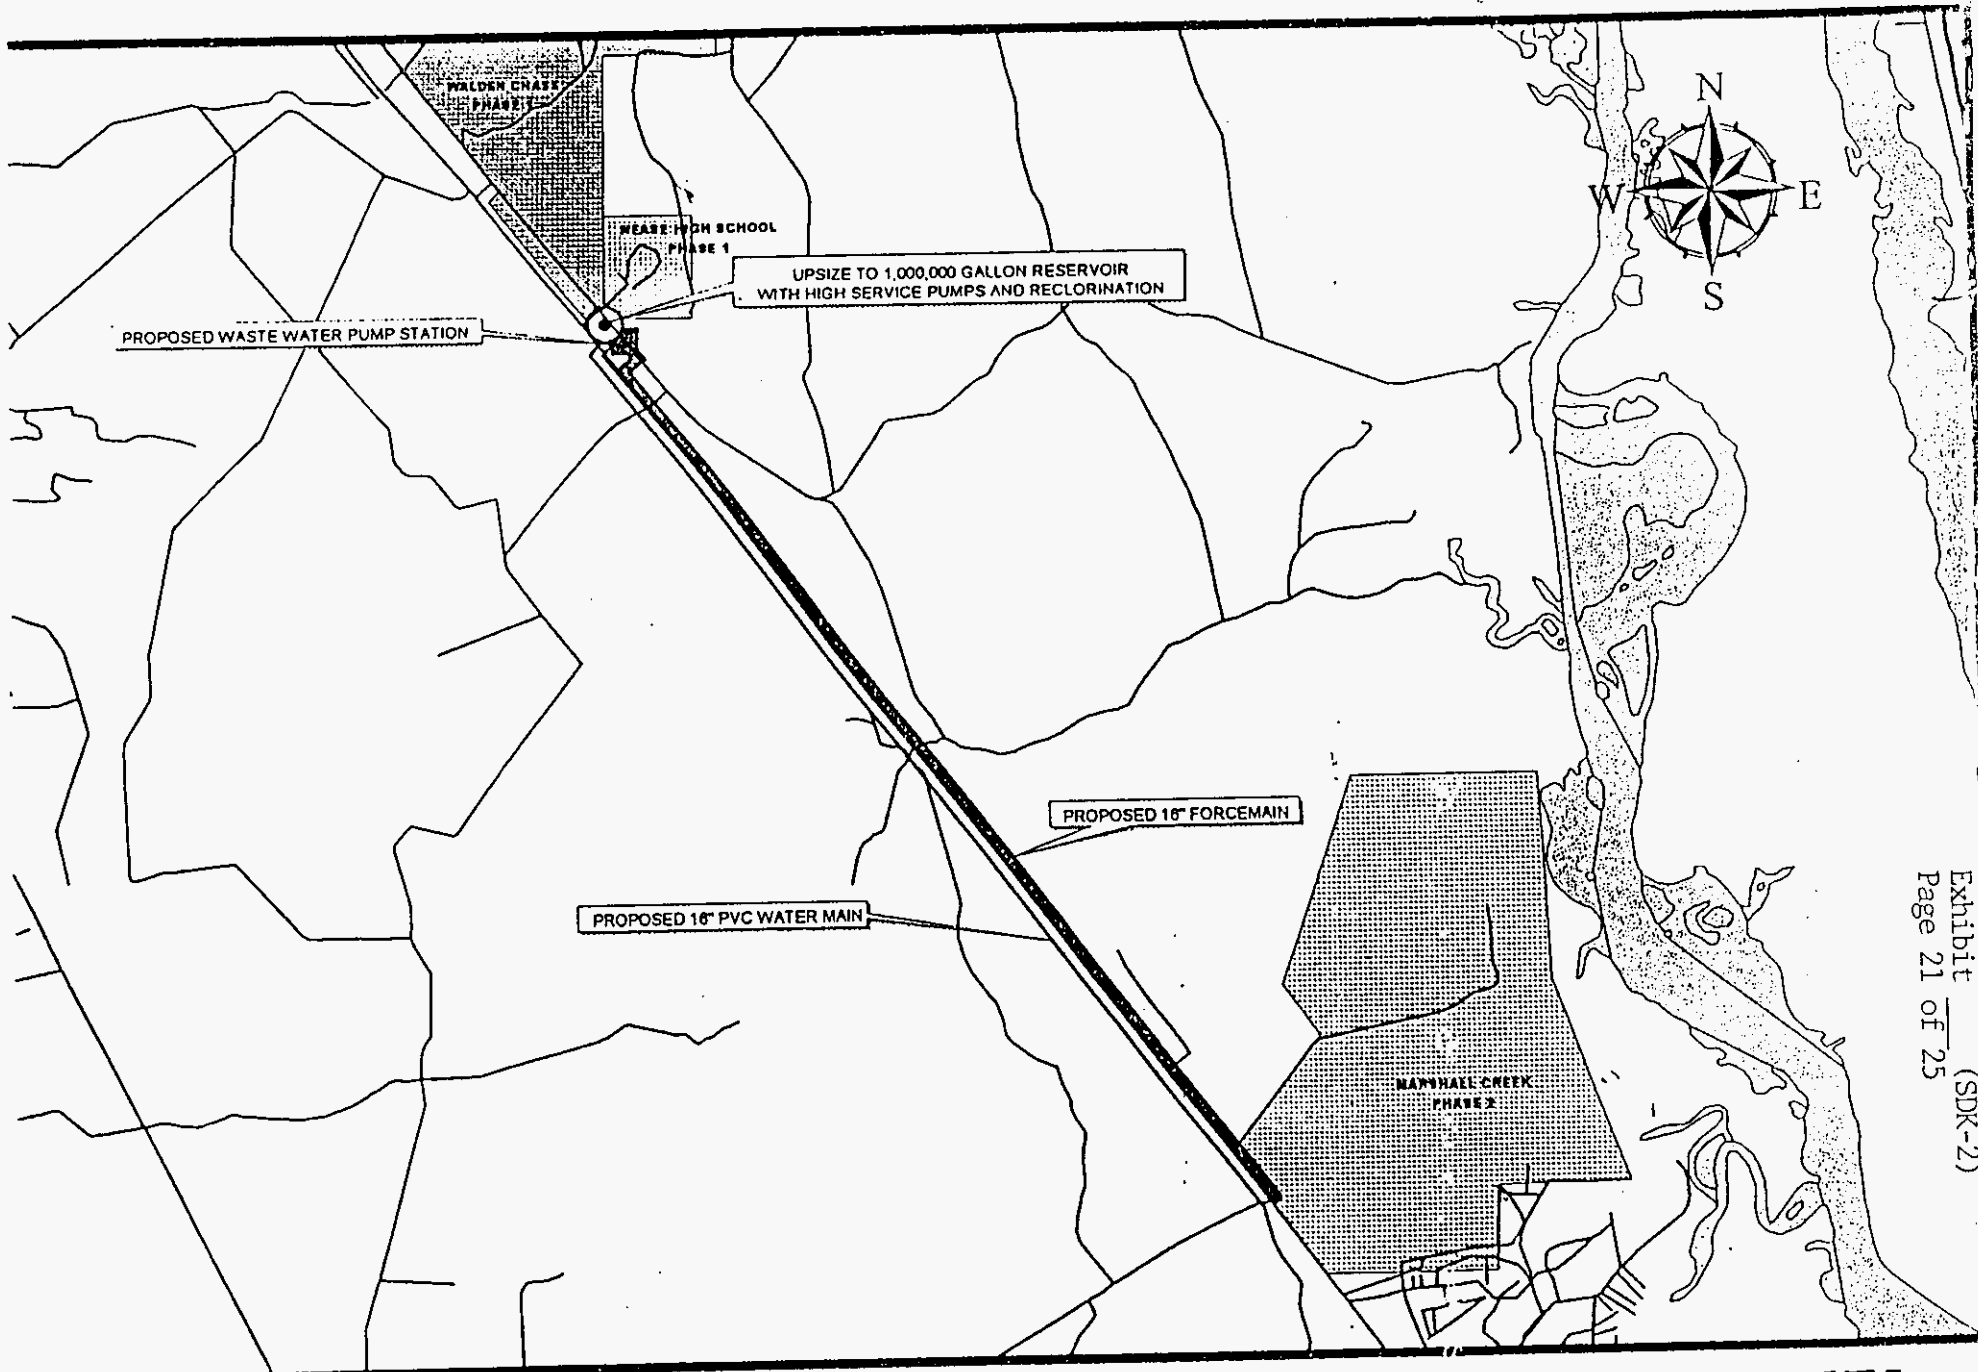 WALDEN CHASE
N
W
E
S
NEASE HIGH SCHOOL
PHASE 1
UPSIZE TO 1,000,000 GALLON RESERVOIR
WITH HIGH SERVICE PUMPS AND RECLORINATION
PROPOSED WASTE WATER PUMP STATION
PROPOSED 16" FORCEMAIN
PROPOSED 16" PVC WATER MAIN
MARSHALL CREEK
PHASE 2
Exhibit ___ (SDK-2)
Page 21 of 25